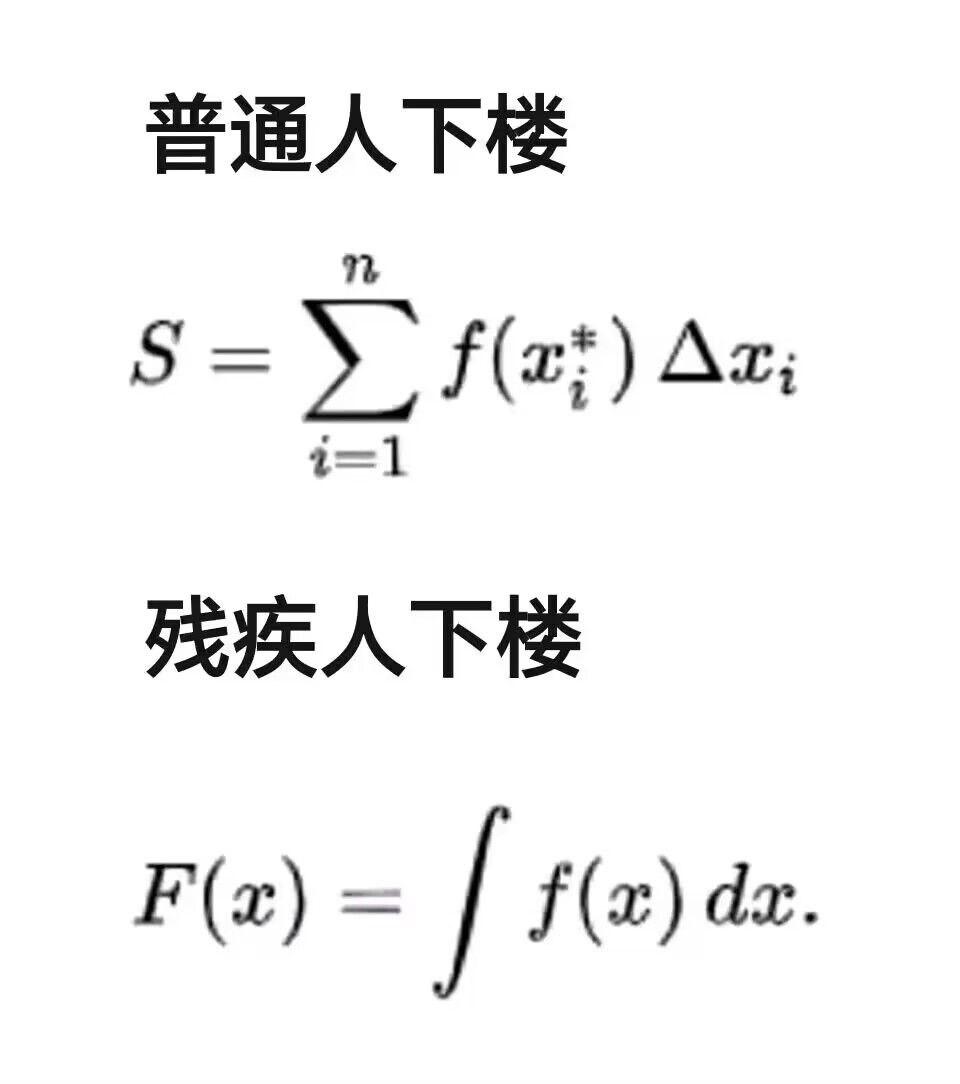 普通人下楼
S = \sum_{i=1}^{n} f(x_i^*) \Delta x_i
残疾人下楼
F(x) = \int f(x) dx.